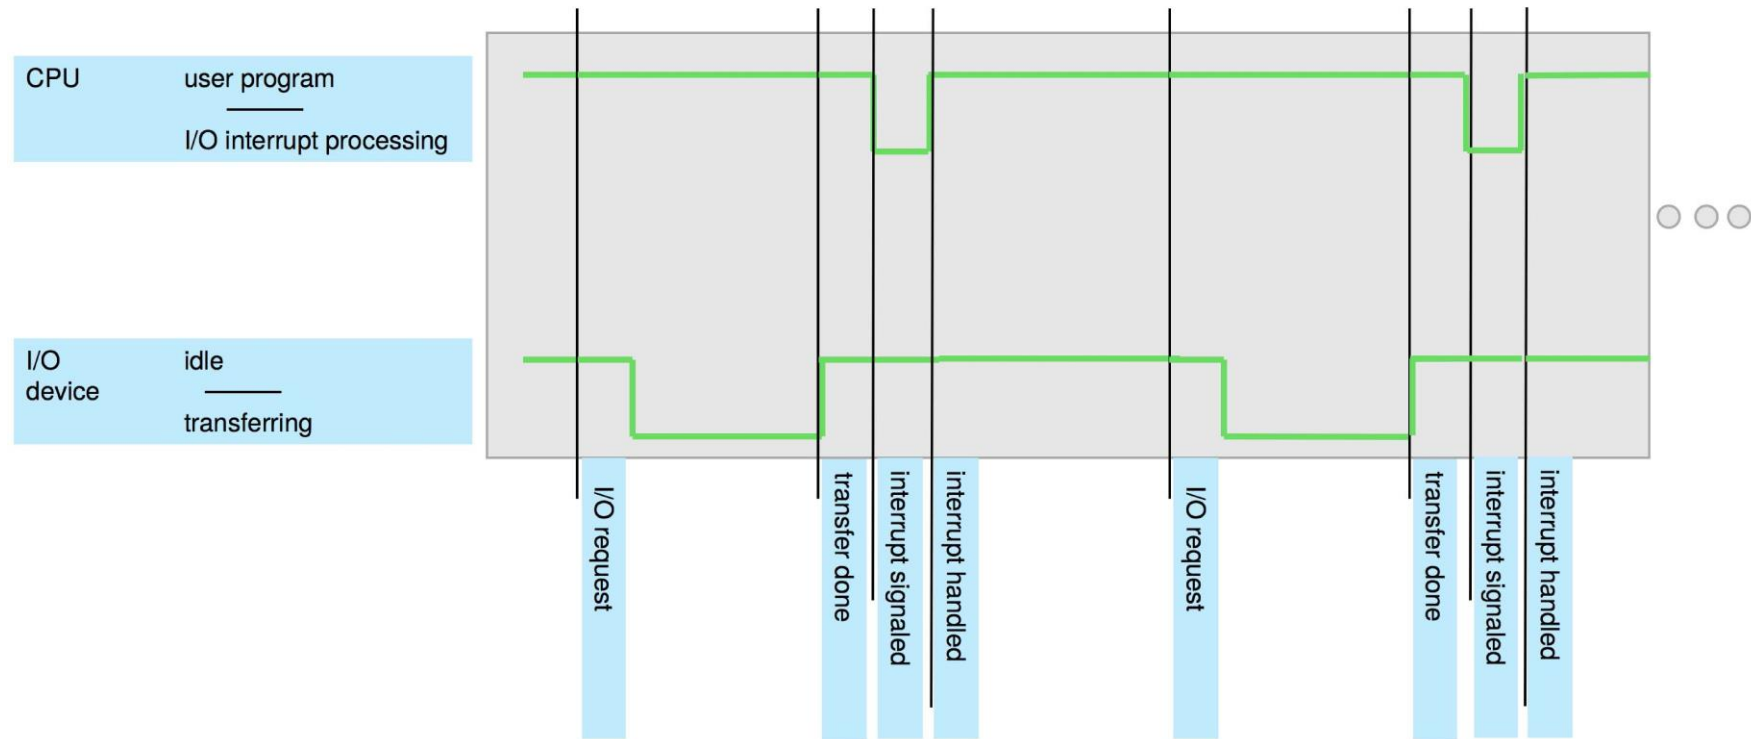 CPU
user program
I/O interrupt processing
I/O
device
idle
transferring
I/O request
transfer done
interrupt signaled
interrupt handled
I/O request
transfer done
interrupt signaled
interrupt handled